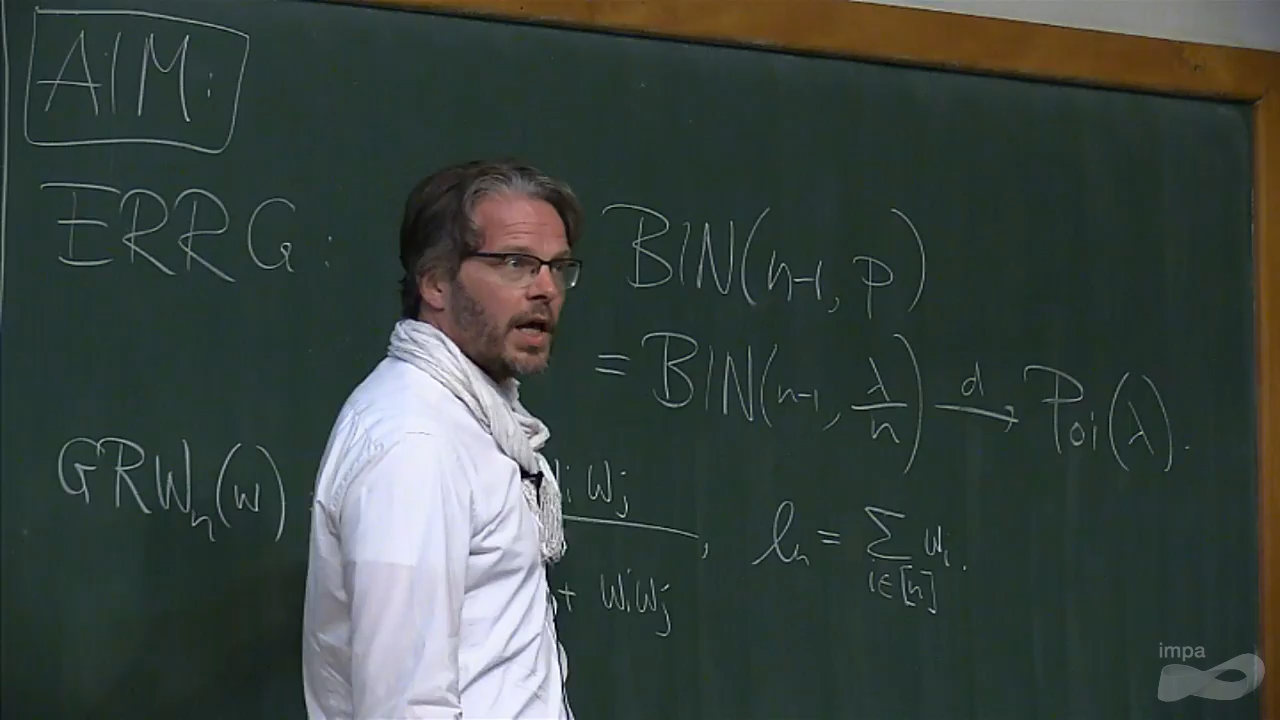 AIM:
ERRG: BIN(n-1, p)
= BIN(n-1, λ/n) →d Poi(λ).
GRW_n(w) w_i w_j / + w_i w_j, l_n = Σ_{i∈[n]} w_i.
impa